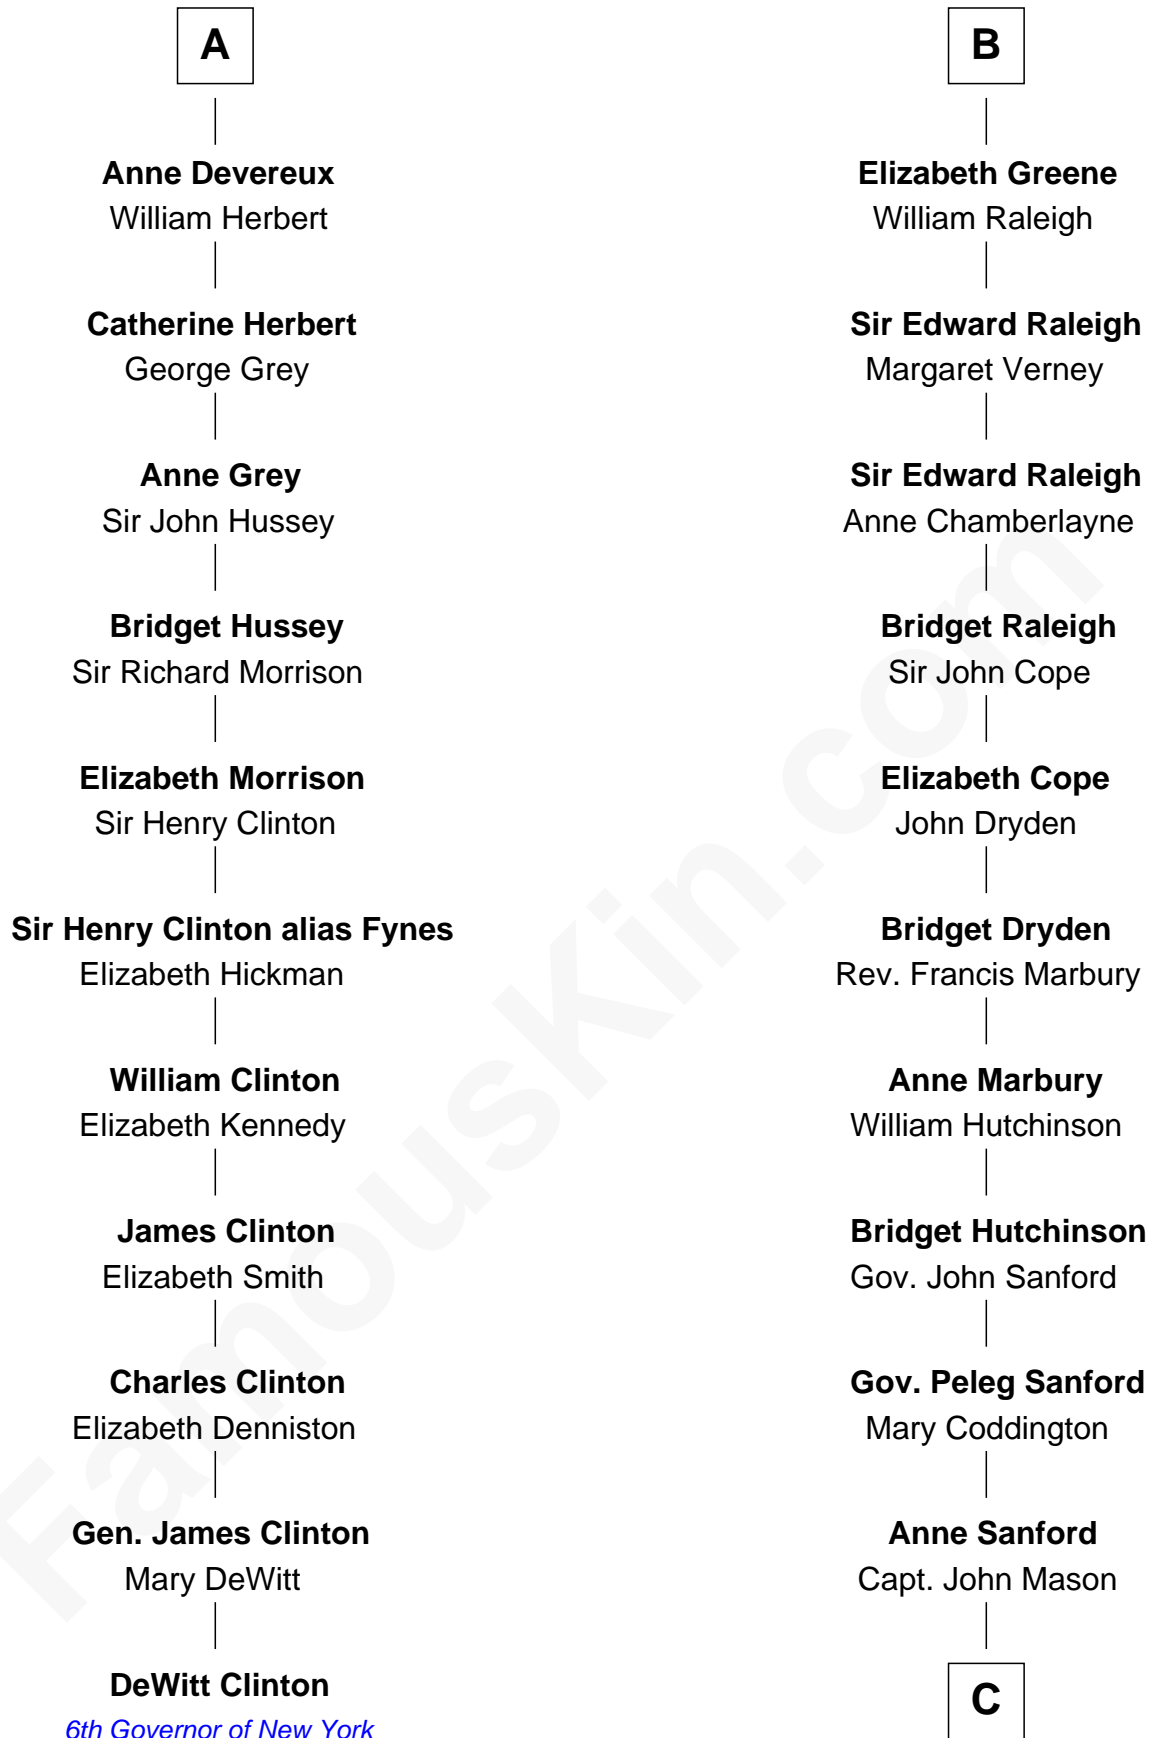 A
Anne Devereux
William Herbert
Catherine Herbert
George Grey
Anne Grey
Sir John Hussey
Bridget Hussey
Sir Richard Morrison
Elizabeth Morrison
Sir Henry Clinton
Sir Henry Clinton alias Fynes
Elizabeth Hickman
William Clinton
Elizabeth Kennedy
James Clinton
Elizabeth Smith
Charles Clinton
Elizabeth Denniston
Gen. James Clinton
Mary DeWitt
DeWitt Clinton
6th Governor of New York
B
Elizabeth Greene
William Raleigh
Sir Edward Raleigh
Margaret Verney
Sir Edward Raleigh
Anne Chamberlayne
Bridget Raleigh
Sir John Cope
Elizabeth Cope
John Dryden
Bridget Dryden
Rev. Francis Marbury
Anne Marbury
William Hutchinson
Bridget Hutchinson
Gov. John Sanford
Gov. Peleg Sanford
Mary Coddington
Anne Sanford
Capt. John Mason
C
FamousKin.com